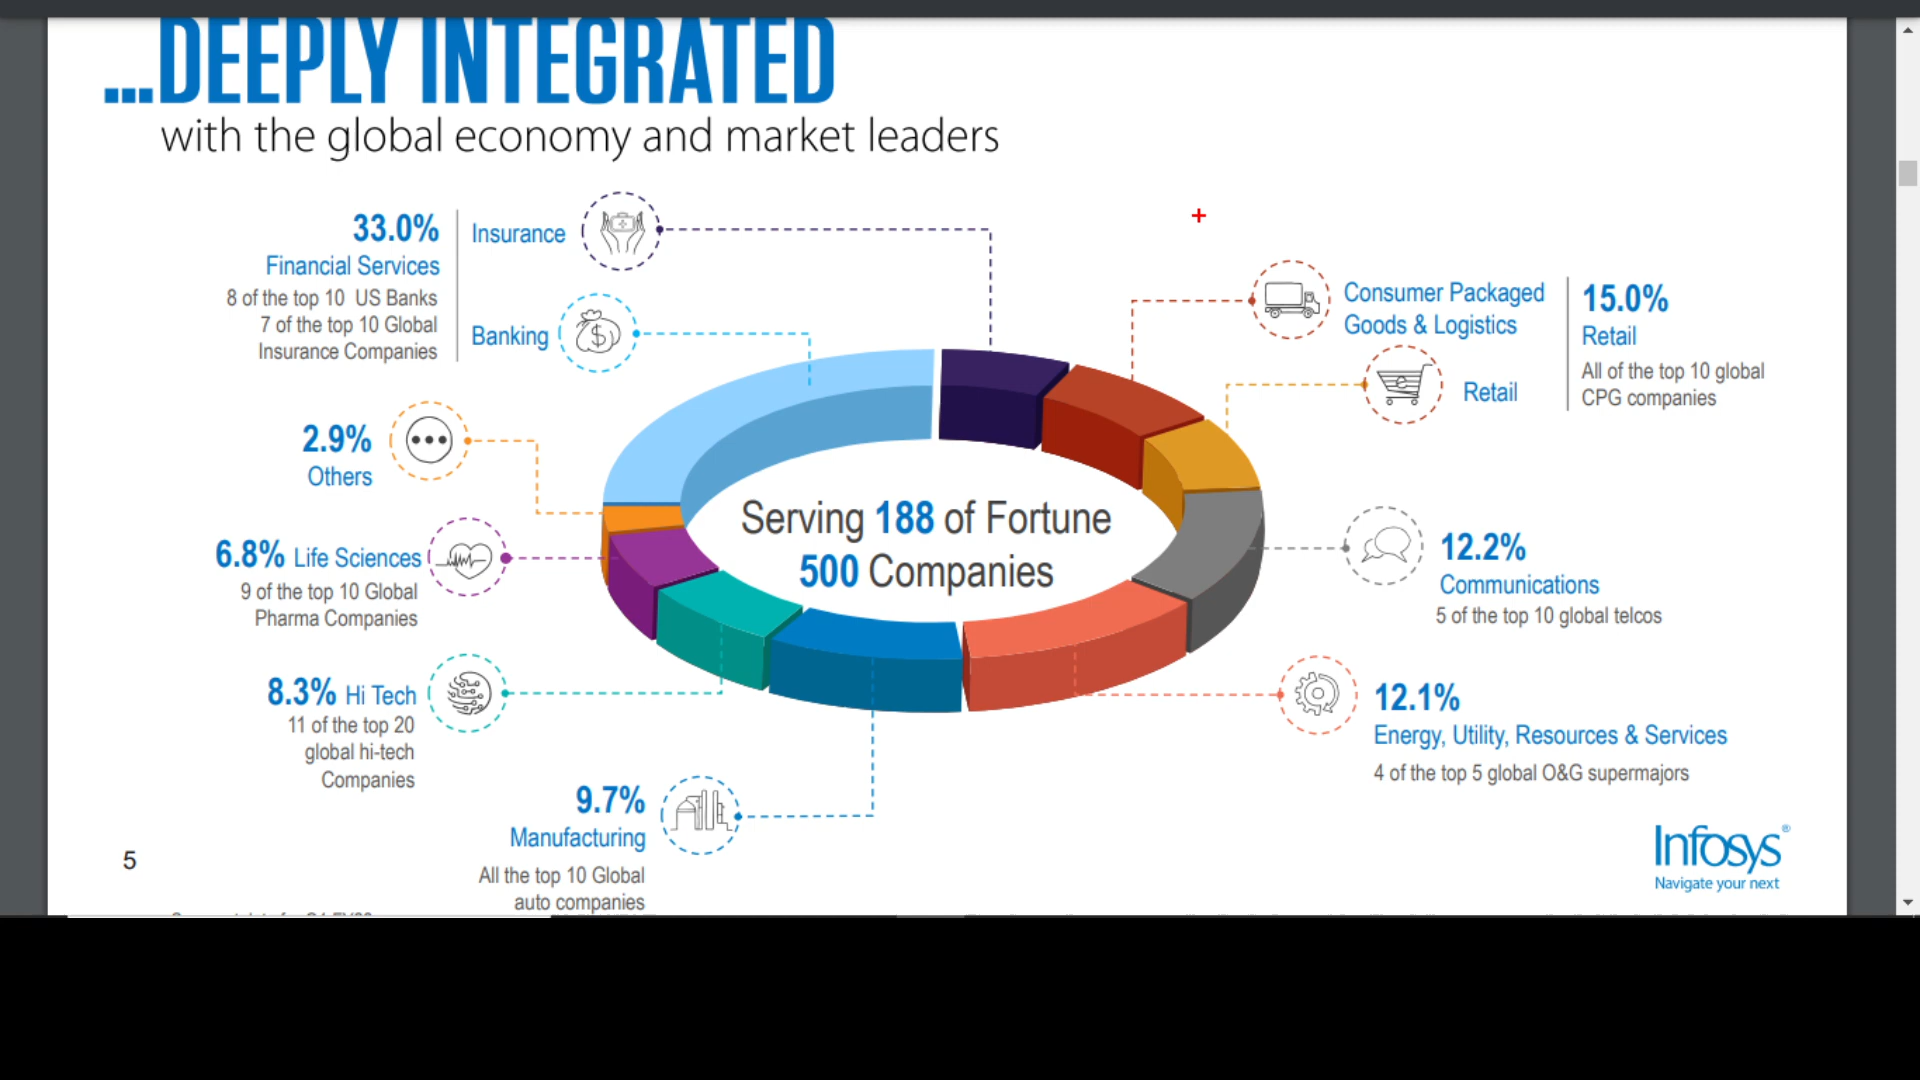 ...DEEPLY INTEGRATED
with the global economy and market leaders
33.0%
Financial Services
8 of the top 10 US Banks
7 of the top 10 Global
Insurance Companies
Insurance
Banking
2.9%
Others
6.8% Life Sciences
9 of the top 10 Global
Pharma Companies
8.3% Hi Tech
11 of the top 20
global hi-tech
Companies
9.7%
Manufacturing
All the top 10 Global
auto companies
Serving 188 of Fortune
500 Companies
Consumer Packaged
Goods & Logistics
Retail
15.0%
Retail
All of the top 10 global
CPG companies
12.2%
Communications
5 of the top 10 global telcos
12.1%
Energy, Utility, Resources & Services
4 of the top 5 global O&G supermajors
5
Infosys®
Navigate your next